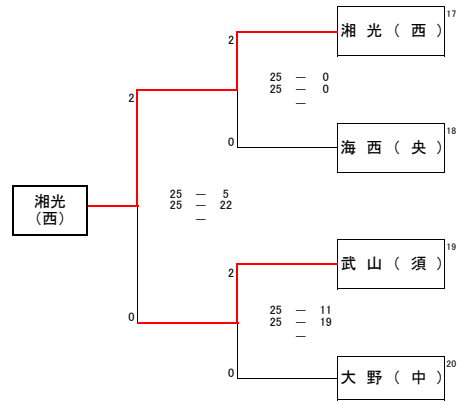 17
湘 光 ( 西 )
2
25 ― 0
25 ― 0
―
2
18
0
海 西 ( 央 )
25 ― 5
25 ― 22
―
湘光
(西)
19
武 山 ( 須 )
2
0
25 ― 11
25 ― 19
―
20
0
大 野 ( 中 )